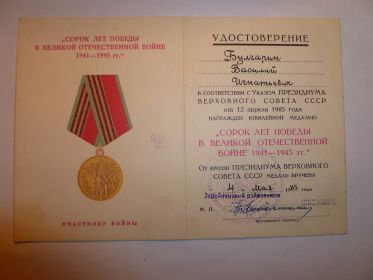 „СОРОК ЛЕТ ПОБЕДЫ
В ВЕЛИКОЙ ОТЕЧЕСТВЕННОЙ ВОЙНЕ
1941—1945 гг.“
УЧАСТНИКУ ВОЙНЫ
УДОСТОВЕРЕНИЕ
Булгарин
Василий
Игнатьевич
В СООТВЕТСТВИИ С УКАЗОМ ПРЕЗИДИУМА
ВЕРХОВНОГО СОВЕТА СССР
от 12 апреля 1985 года
НАГРАЖДЕН ЮБИЛЕЙНОЙ МЕДАЛЬЮ
„СОРОК ЛЕТ ПОБЕДЫ
В ВЕЛИКОЙ ОТЕЧЕСТВЕННОЙ
ВОЙНЕ 1941—1945 гг.“
ОТ ИМЕНИ ПРЕЗИДИУМА ВЕРХОВНОГО
СОВЕТА СССР МЕДАЛЬ ВРУЧЕНА
4 мая 1985 года
М. П.